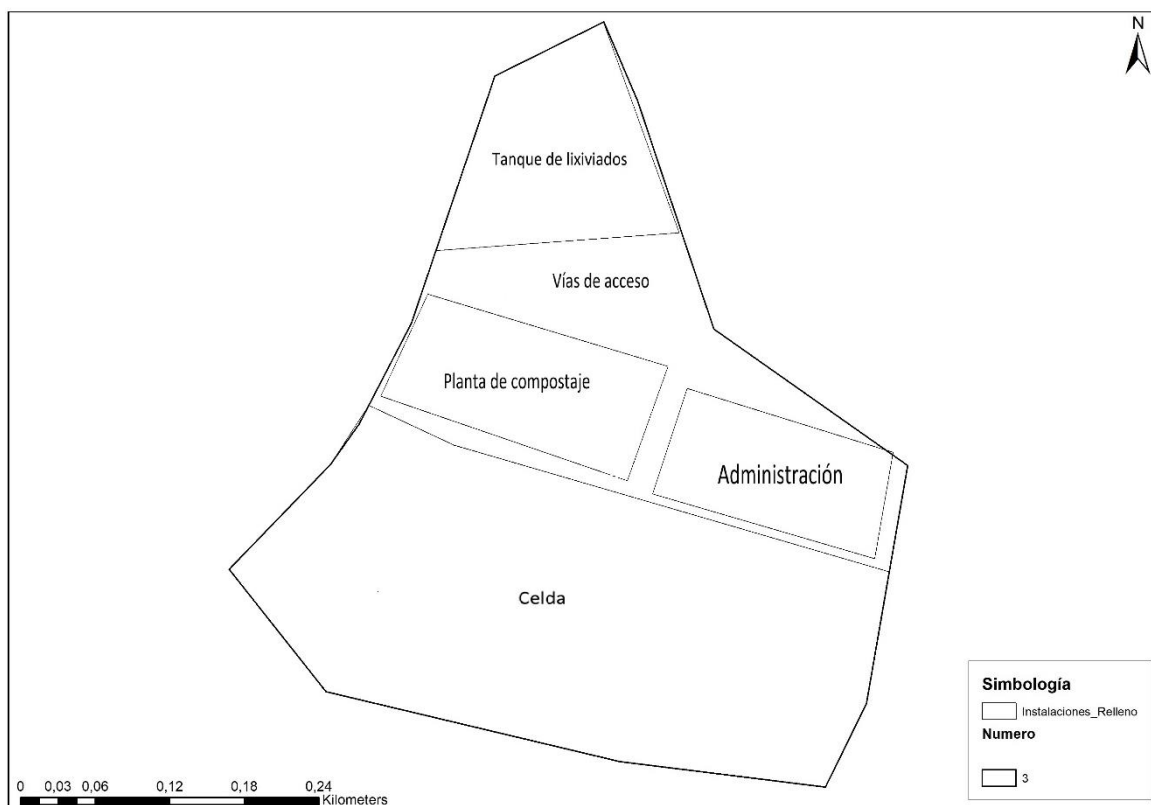 N
Tanque de lixiviados
Vías de acceso
Planta de compostaje
Administración
Celda
Simbología
Instalaciones_Relleno
Numero
3
0 0,03 0,06 0,12 0,18 0,24
Kilometers